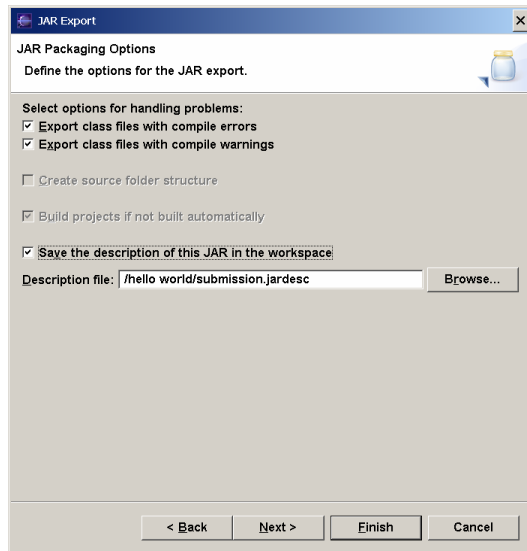 JAR Export
JAR Packaging Options
Define the options for the JAR export.
Select options for handling problems:
Export class files with compile errors
Export class files with compile warnings
Create source folder structure
Build projects if not built automatically
Save the description of this JAR in the workspace
Description file: /hello world/submission.jardesc Browse...
< Back Next > Finish Cancel